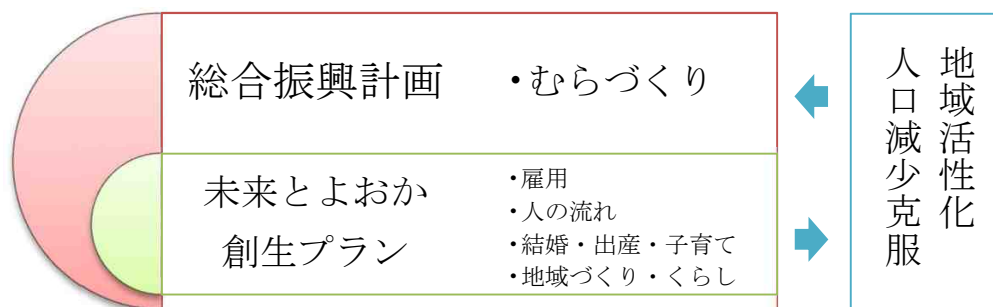 総合振興計画
・むらづくり
未来とよおか
創生プラン
・雇用
・人の流れ
・結婚・出産・子育て
・地域づくり・くらし
地域活性化
人口減少克服